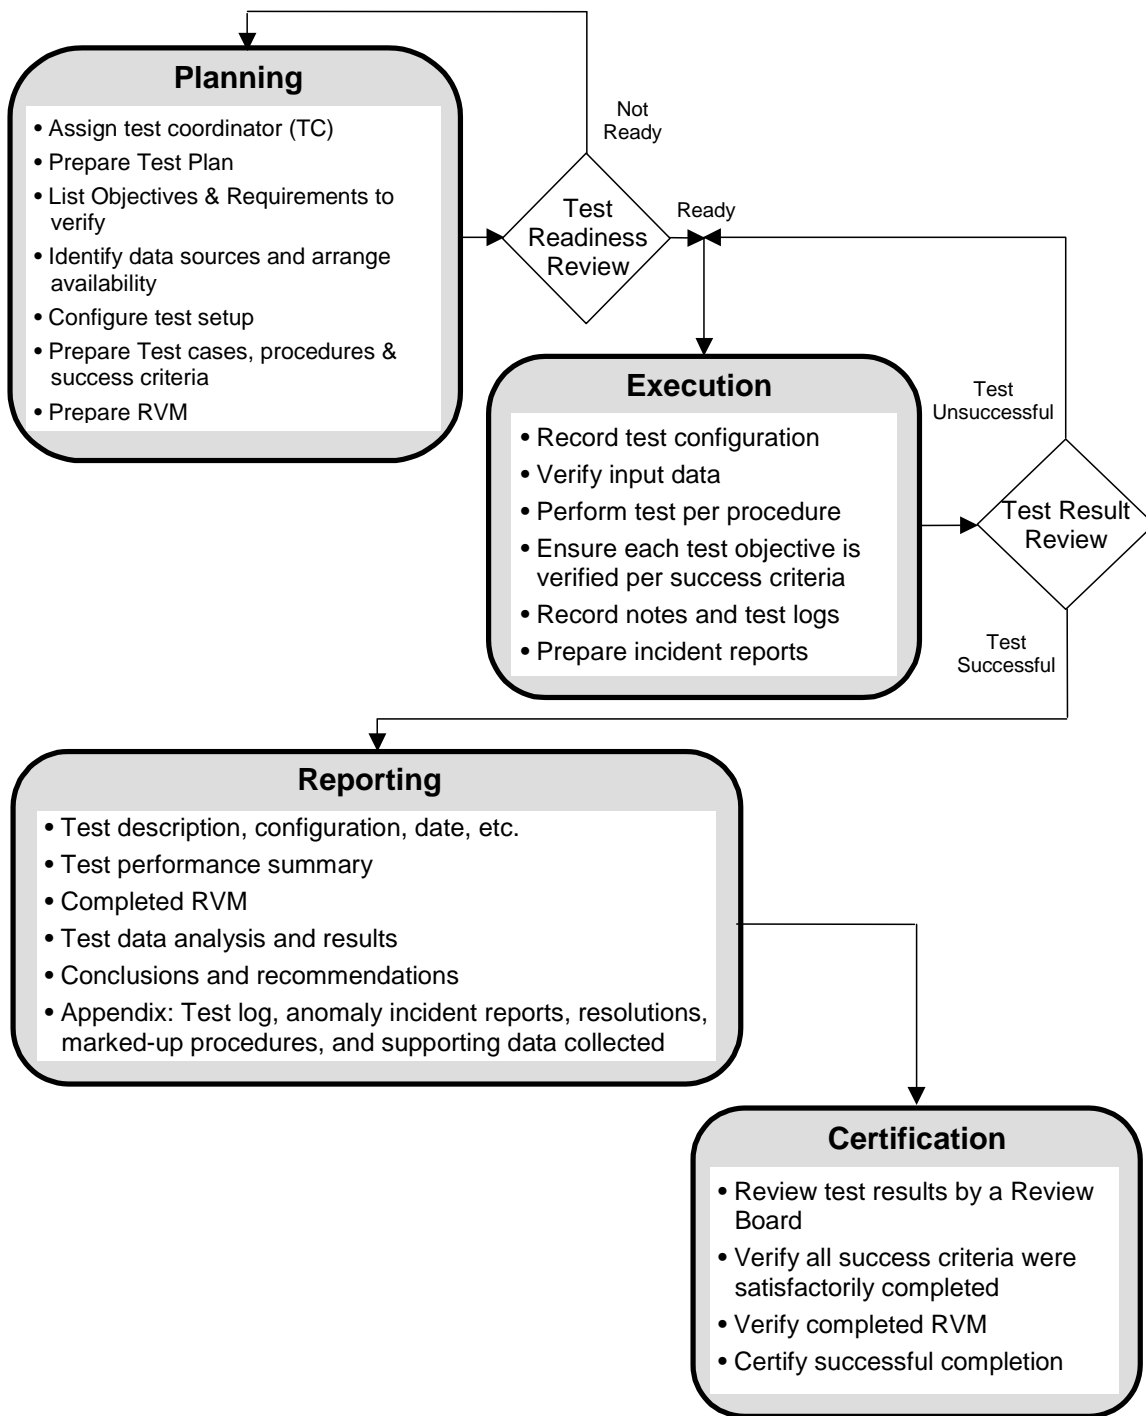 Planning
• Assign test coordinator (TC)
• Prepare Test Plan
• List Objectives & Requirements to
verify
• Identify data sources and arrange
availability
• Configure test setup
• Prepare Test cases, procedures &
success criteria
• Prepare RVM
Not
Ready
Test
Readiness
Review
Ready
Execution
• Record test configuration
• Verify input data
• Perform test per procedure
• Ensure each test objective is
verified per success criteria
• Record notes and test logs
• Prepare incident reports
Test
Unsuccessful
Test Result
Review
Test
Successful
Reporting
• Test description, configuration, date, etc.
• Test performance summary
• Completed RVM
• Test data analysis and results
• Conclusions and recommendations
• Appendix: Test log, anomaly incident reports, resolutions,
marked-up procedures, and supporting data collected
Certification
• Review test results by a Review
Board
• Verify all success criteria were
satisfactorily completed
• Verify completed RVM
• Certify successful completion